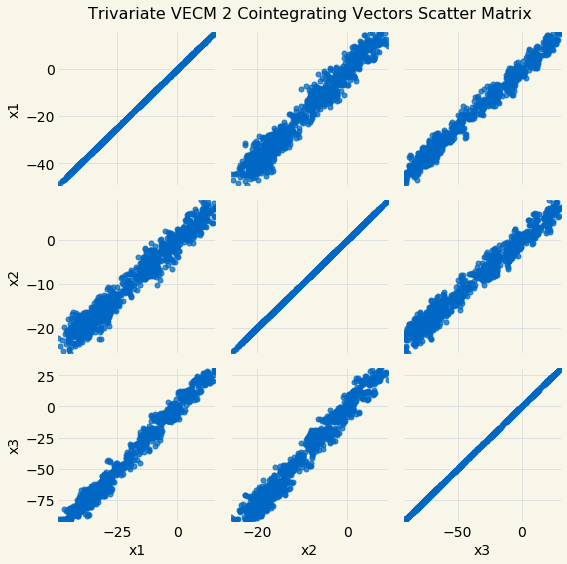 Trivariate VECM 2 Cointegrating Vectors Scatter Matrix
0
−20
−40
x1
0
−10
−20
x2
25
0
−25
−50
−75
x3
−25 0
−20 0
−50 0
x1 x2 x3